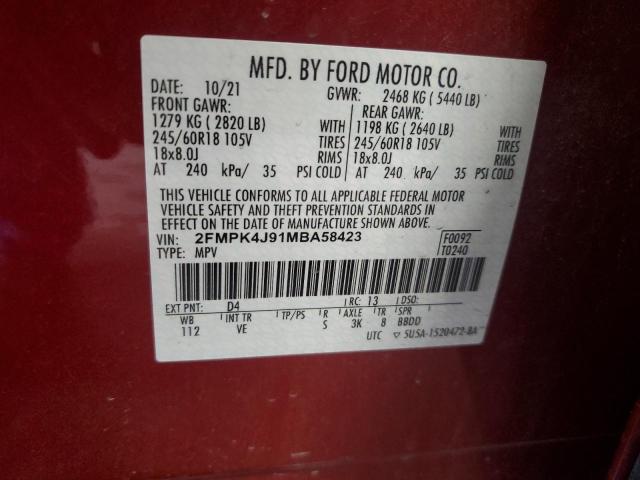 MFD. BY FORD MOTOR CO.
DATE: 10/21 GVWR: 2468 KG ( 5440 LB)
FRONT GAWR: REAR GAWR:
1279 KG ( 2820 LB) WITH 1198 KG ( 2640 LB) WITH
245/60R18 105V TIRES 245/60R18 105V TIRES
18x8.0J RIMS 18x8.0J RIMS
AT 240 kPa/ 35 PSI COLD AT 240 kPa/ 35 PSI COLD
THIS VEHICLE CONFORMS TO ALL APPLICABLE FEDERAL MOTOR
VEHICLE SAFETY AND THEFT PREVENTION STANDARDS IN
EFFECT ON THE DATE OF MANUFACTURE SHOWN ABOVE.
VIN: 2FMPK4J91MBA58423 F0092
TYPE: MPV T0240
EXT PNT: D4 RC: 13 DSO:
WB INT TR TP/PS R AXLE TR SPR
112 VE S 3K 8 BBDD
UTC ▽ 5U5A-1520472-BA